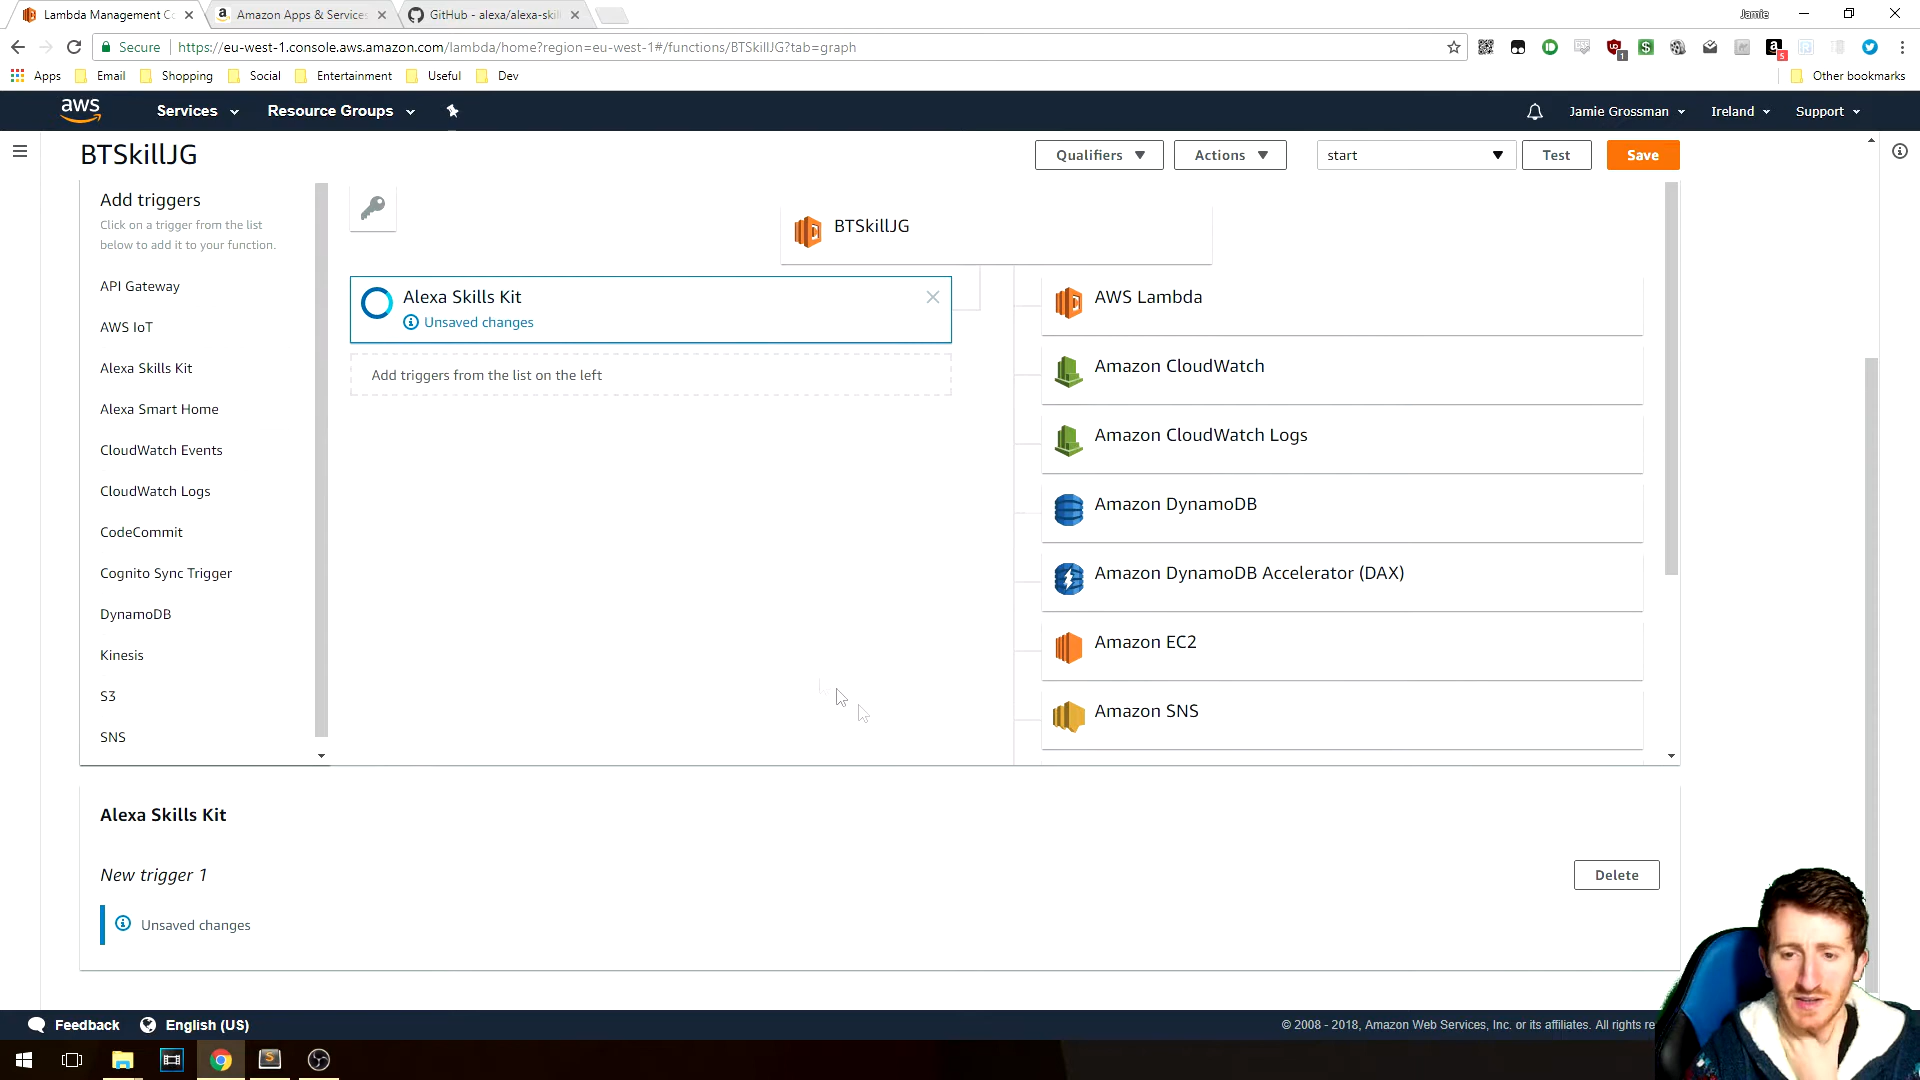 Lambda Management Co
Amazon Apps & Services
GitHub - alexa/alexa-skil
Jamie
Secure
https://eu-west-1.console.aws.amazon.com/lambda/home?region=eu-west-1#/functions/BTSkillJG?tab=graph
Apps
Email
Shopping
Social
Entertainment
Useful
Dev
Other bookmarks
aws
Services
Resource Groups
Jamie Grossman
Ireland
Support
BTSkillJG
Qualifiers
Actions
start
Test
Save
Add triggers
Click on a trigger from the list
below to add it to your function.
API Gateway
AWS IoT
Alexa Skills Kit
Alexa Smart Home
CloudWatch Events
CloudWatch Logs
CodeCommit
Cognito Sync Trigger
DynamoDB
Kinesis
S3
SNS
BTSkillJG
Alexa Skills Kit
Unsaved changes
Add triggers from the list on the left
AWS Lambda
Amazon CloudWatch
Amazon CloudWatch Logs
Amazon DynamoDB
Amazon DynamoDB Accelerator (DAX)
Amazon EC2
Amazon SNS
Alexa Skills Kit
New trigger 1
Delete
Unsaved changes
Feedback
English (US)
© 2008 - 2018, Amazon Web Services, Inc. or its affiliates. All rights re